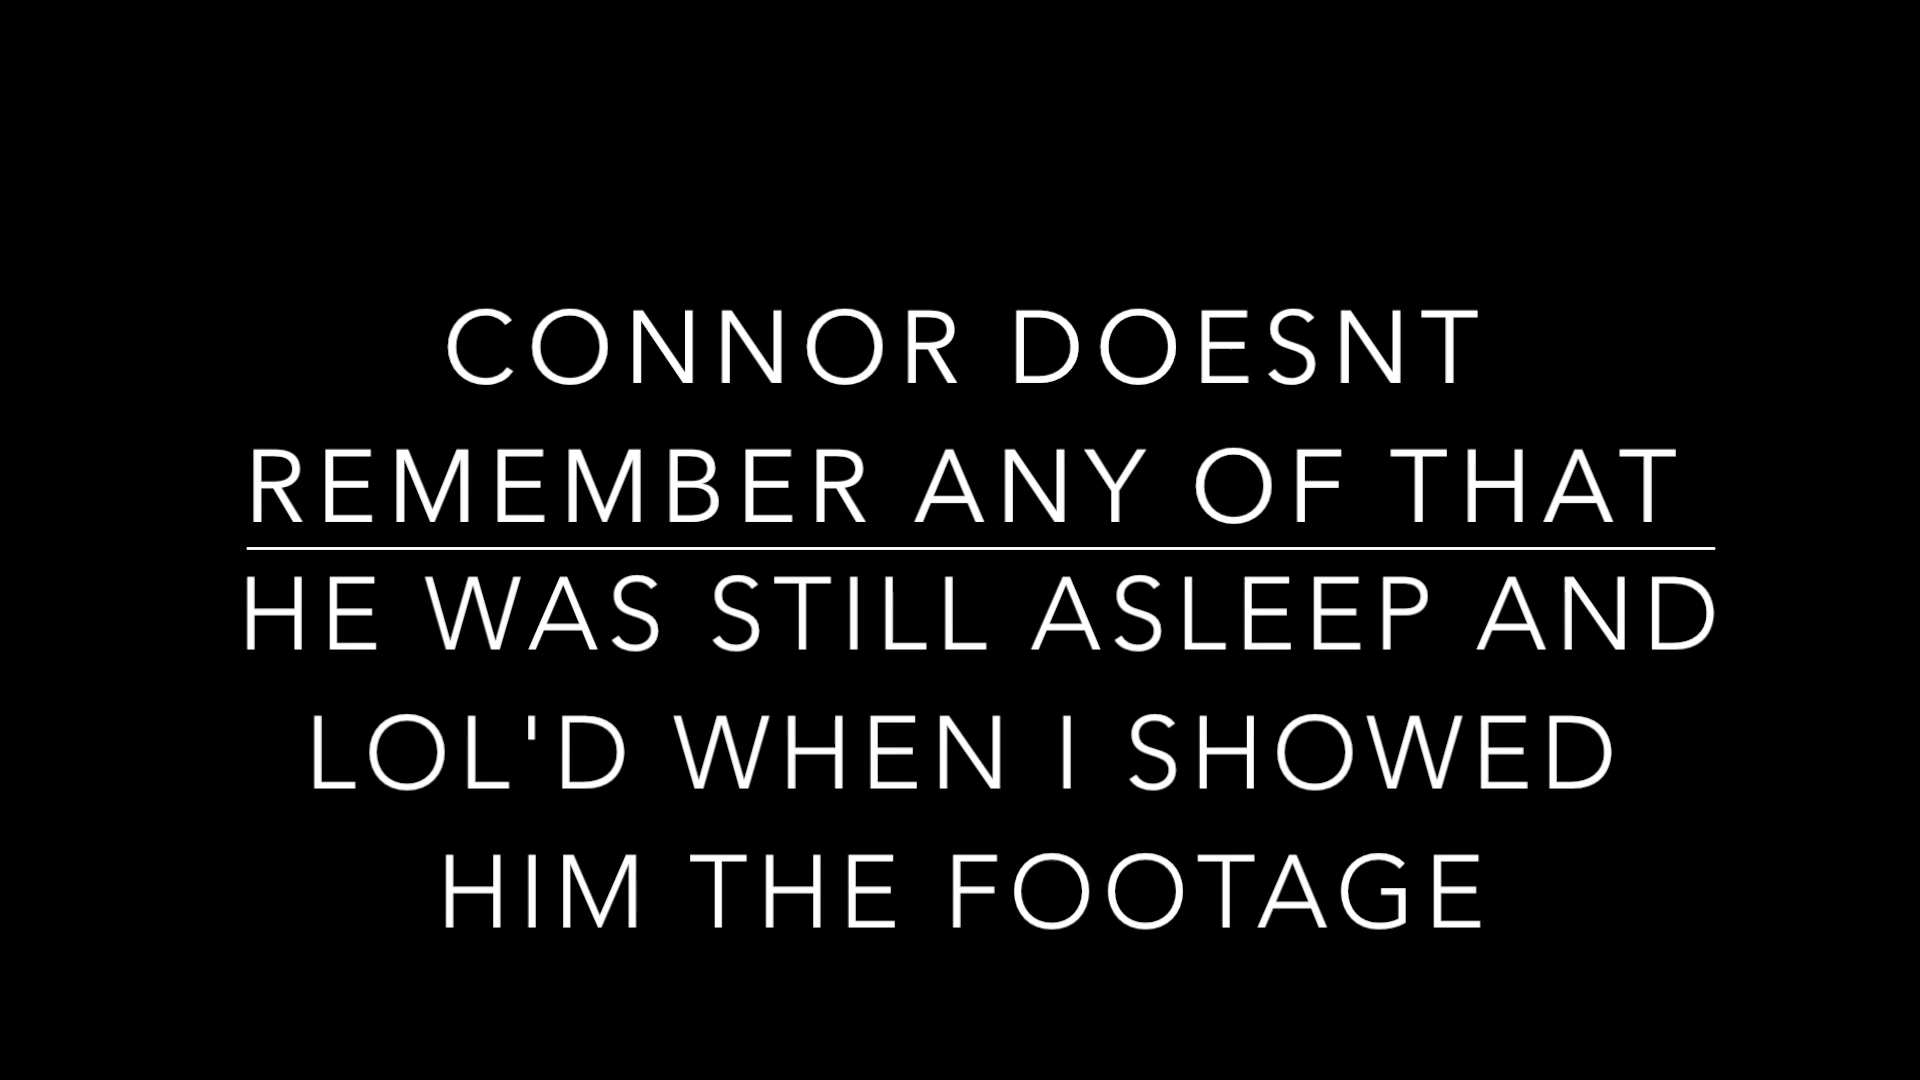 CONNOR DOESNT
REMEMBER ANY OF THAT
HE WAS STILL ASLEEP AND
LOL'D WHEN I SHOWED
HIM THE FOOTAGE